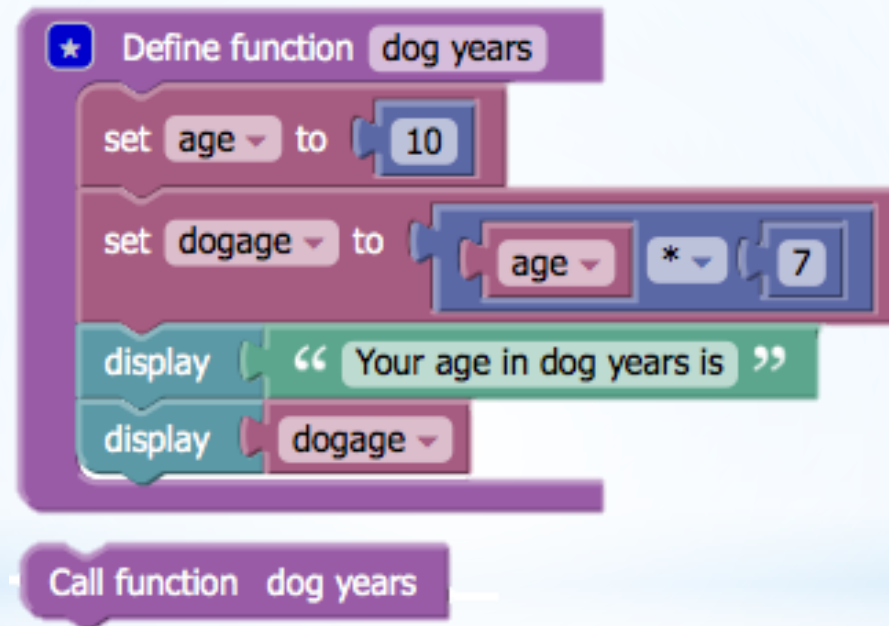 Define function dog years
set age to 10
set dogage to age * 7
display “ Your age in dog years is ”
display dogage
Call function dog years